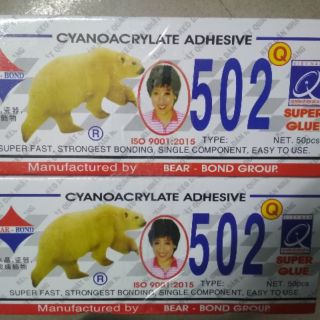 CYANOACRYLATE ADHESIVE
502
Q
BOND
SUPER
GLUE
®
ISO 9001:2015
TYPE:
NET. 50pcs
SUPER FAST, STRONGEST BONDING, SINGLE COMPONENT, EASY TO USE.
Manufactured by BEAR - BOND GROUP.
CYANOACRYLATE ADHESIVE
502
Q
BOND
SUPER
GLUE
®
ISO 9001:2015
TYPE:
NET. 50pcs
SUPER FAST, STRONGEST BONDING, SINGLE COMPONENT, EASY TO USE.
Manufactured by BEAR - BOND GROUP.